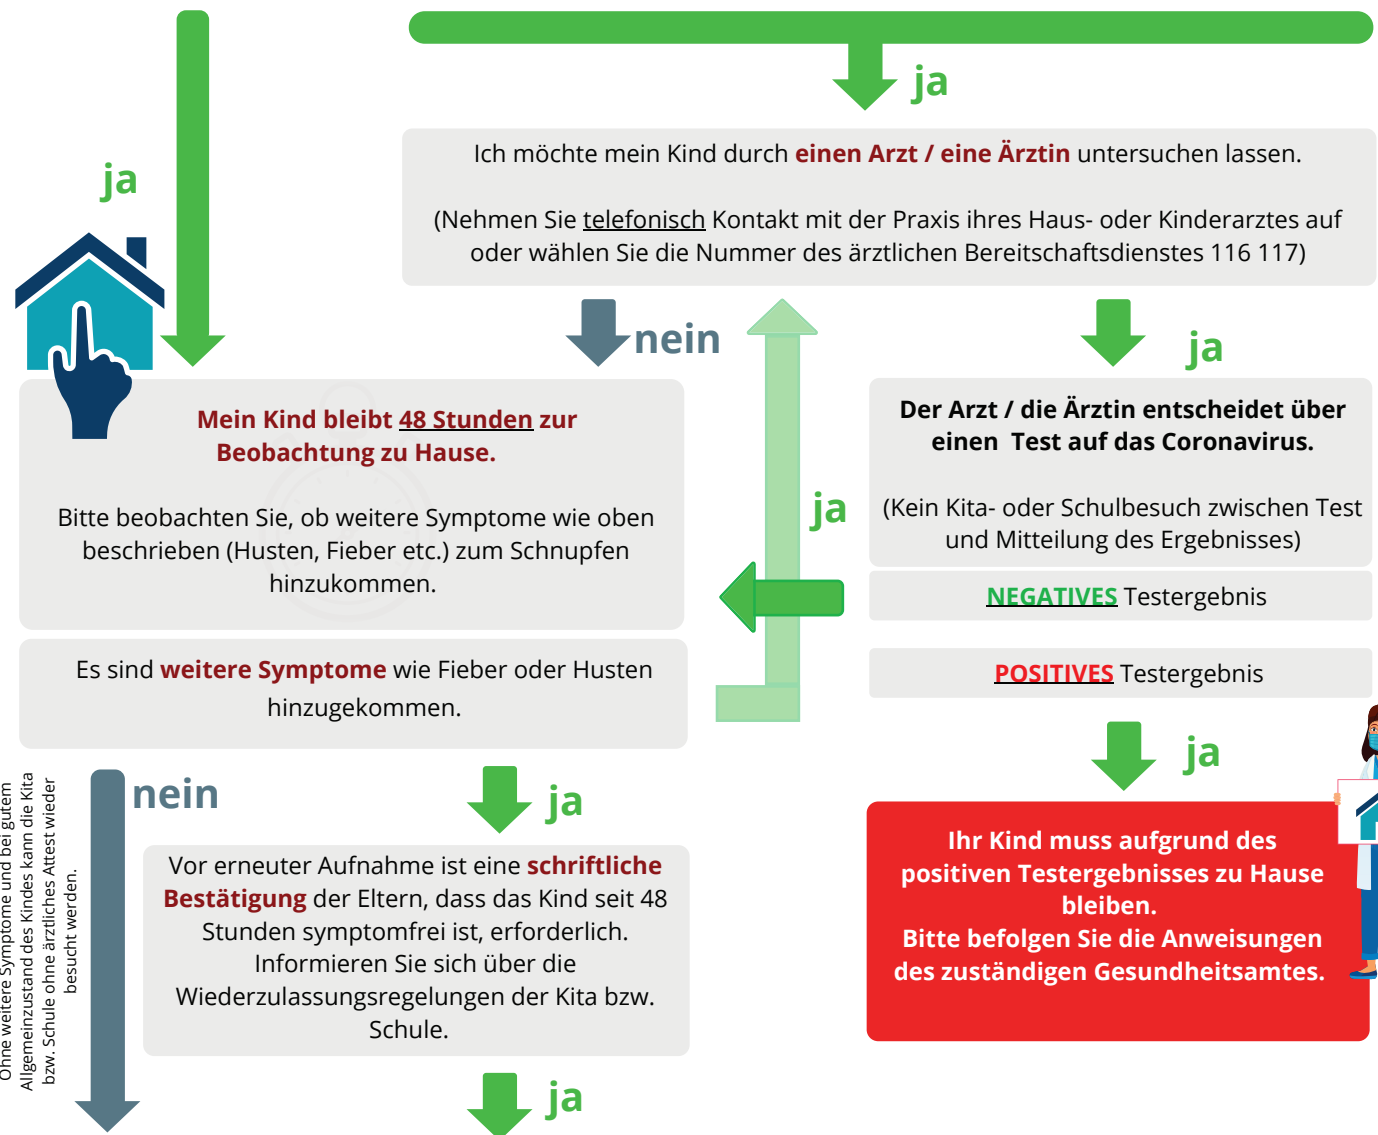 ja
ja
Ich möchte mein Kind durch einen Arzt / eine Ärztin untersuchen lassen.
(Nehmen Sie telefonisch Kontakt mit der Praxis ihres Haus- oder Kinderarztes auf
oder wählen Sie die Nummer des ärztlichen Bereitschaftsdienstes 116 117)
nein
ja
Mein Kind bleibt 48 Stunden zur
Beobachtung zu Hause.
Bitte beobachten Sie, ob weitere Symptome wie oben
beschrieben (Husten, Fieber etc.) zum Schnupfen
hinzukommen.
ja
Der Arzt / die Ärztin entscheidet über
einen Test auf das Coronavirus.
(Kein Kita- oder Schulbesuch zwischen Test
und Mitteilung des Ergebnisses)
NEGATIVES Testergebnis
POSITIVES Testergebnis
Es sind weitere Symptome wie Fieber oder Husten
hinzugekommen.
ja
nein
ja
Ohne weitere Symptome und bei gutem
Allgemeinzustand des Kindes kann die Kita
bzw. Schule ohne ärztliches Attest wieder
besucht werden.
Vor erneuter Aufnahme ist eine schriftliche
Bestätigung der Eltern, dass das Kind seit 48
Stunden symptomfrei ist, erforderlich.
Informieren Sie sich über die
Wiederzulassungsregelungen der Kita bzw.
Schule.
Ihr Kind muss aufgrund des
positiven Testergebnisses zu Hause
bleiben.
Bitte befolgen Sie die Anweisungen
des zuständigen Gesundheitsamtes.
ja